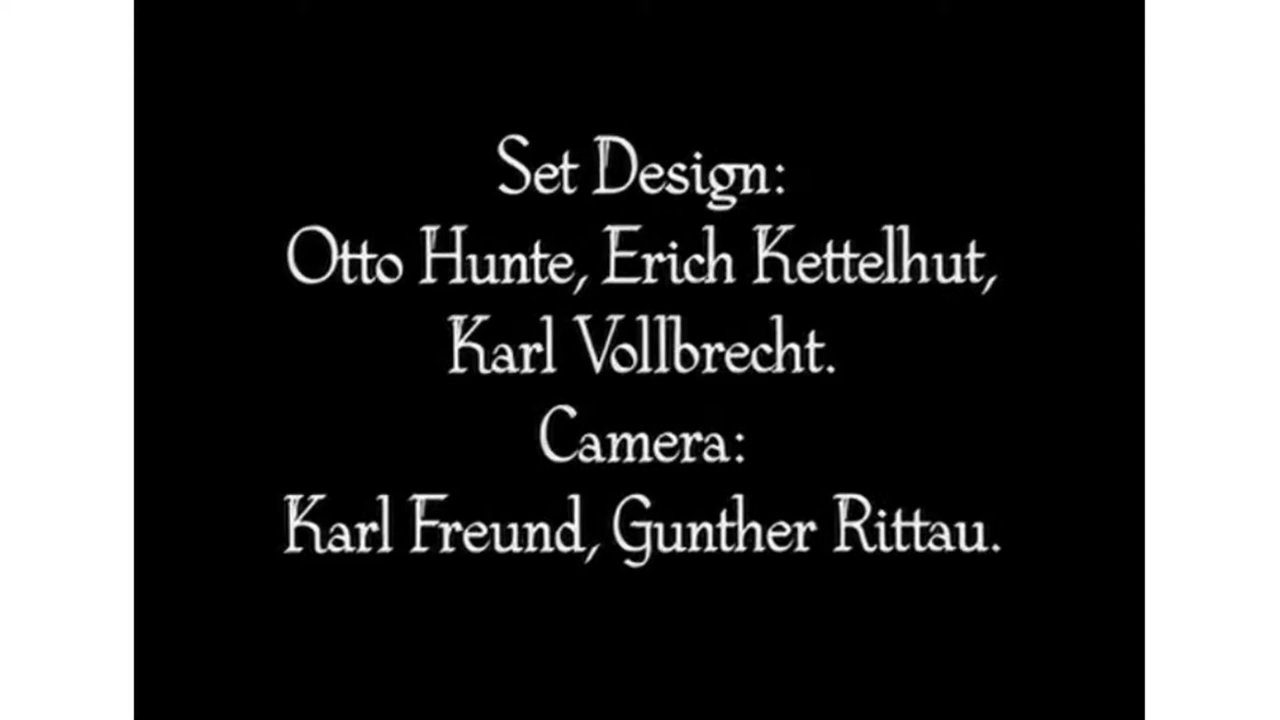 Set Design:
Otto Hunte, Erich Kettelhut,
Karl Vollbrecht.
Camera:
Karl Freund, Gunther Rittau.